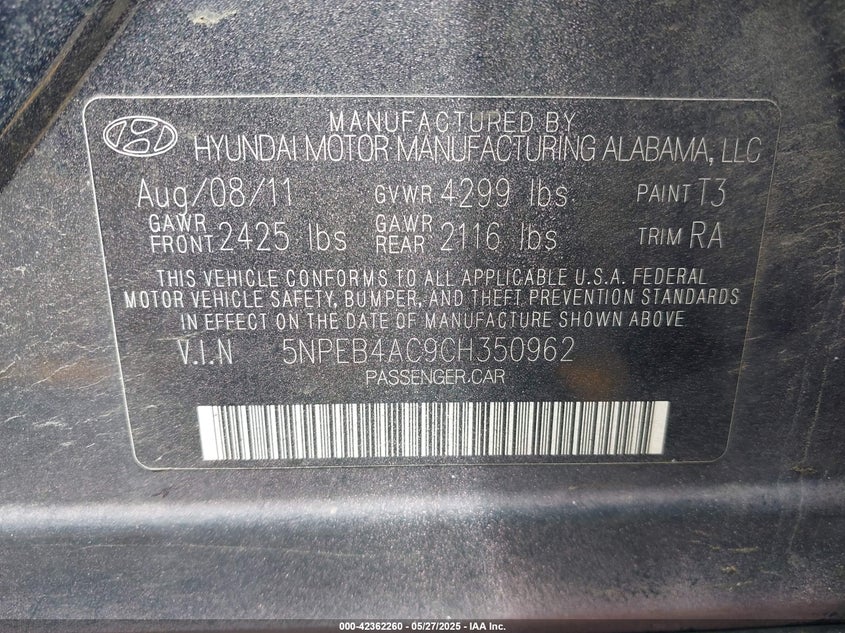 MANUFACTURED BY
HYUNDAI MOTOR MANUFACTURING ALABAMA, LLC
Aug/08/11 GVWR 4299 lbs. PAINT T3
GAWR FRONT 2425 lbs GAWR REAR 2116 lbs TRIM RA
THIS VEHICLE CONFORMS TO ALL APPLICABLE U.S.A. FEDERAL
MOTOR VEHICLE SAFETY, BUMPER, AND THEFT PREVENTION STANDARDS
IN EFFECT ON THE DATE OF MANUFACTURE SHOWN ABOVE.
V.I.N 5NPEB4AC9CH350962
PASSENGER CAR
000-42362260 - 05/27/2025 - IAA Inc.